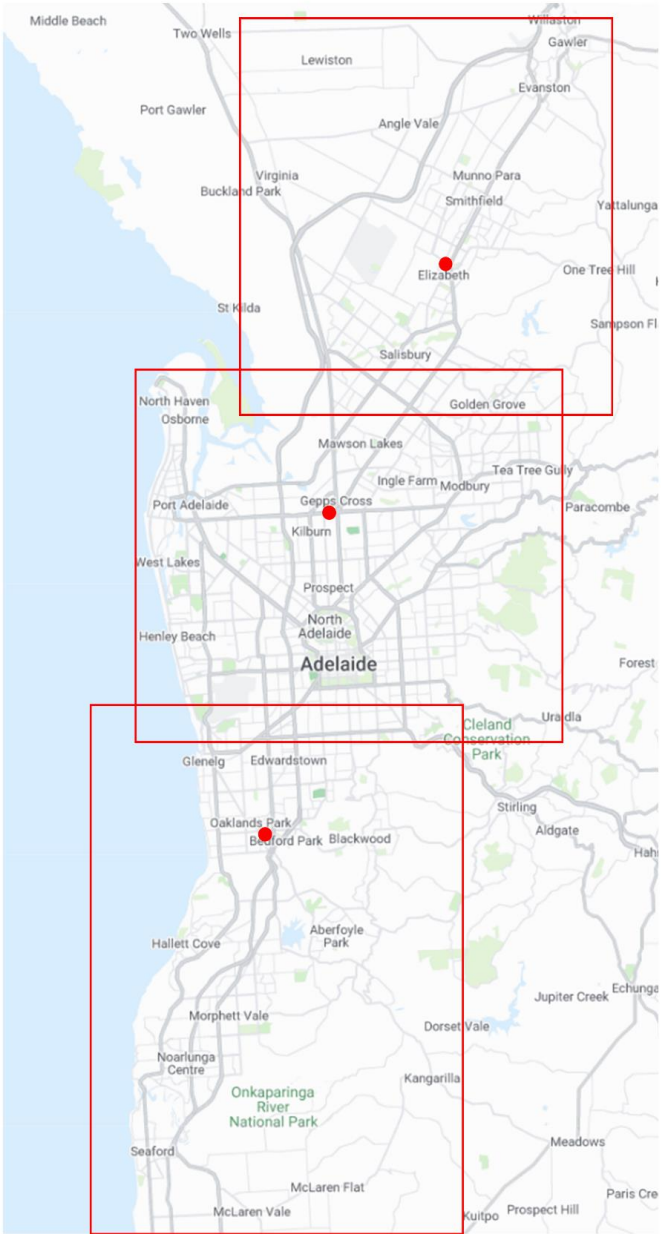 Middle Beach
Willaston
Two Wells
Gawler
Lewiston
Evanston
Port Gawler
Angle Vale
Virginia
Munno Para
Buckland Park
Smithfield
Yattalunga
Elizabeth
One Tree Hill
St Kilda
Sampson Fl
Salisbury
North Haven
Golden Grove
Osborne
Mawson Lakes
Tea Tree Gully
Ingle Farm
Modbury
Port Adelaide
Gepps Cross
Paracombe
Kilburn
West Lakes
Prospect
North
Adelaide
Henley Beach
Adelaide
Forest
Uraidla
Cleland
Conservation
Park
Glenelg
Edwardstown
Stirling
Oaklands Park
Aldgate
Bedford Park
Blackwood
Hah
Aberfoyle
Park
Hallett Cove
Echunga
Jupiter Creek
Morphett Vale
Dorset Vale
Noarlunga
Centre
Kangarilla
Onkaparinga
River
National Park
Meadows
Seaford
McLaren Flat
Paris Cre
McLaren Vale
Kuitpo
Prospect Hill